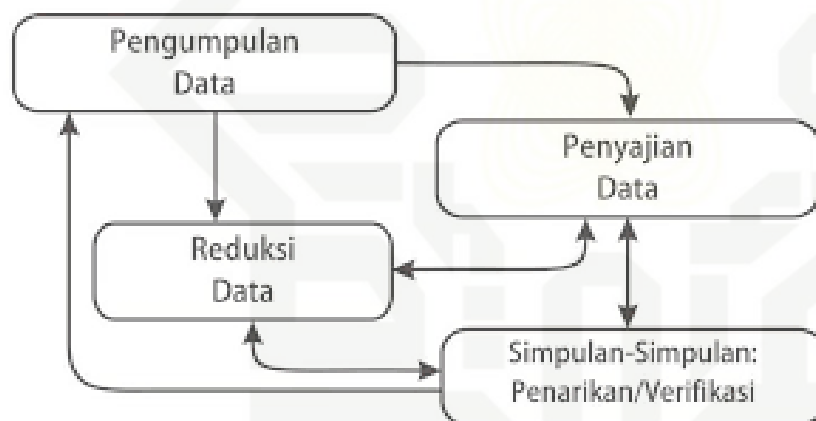 Pengumpulan
Data
Penyajian
Data
Reduksi
Data
Simpulan-Simpulan:
Penarikan/Verifikasi